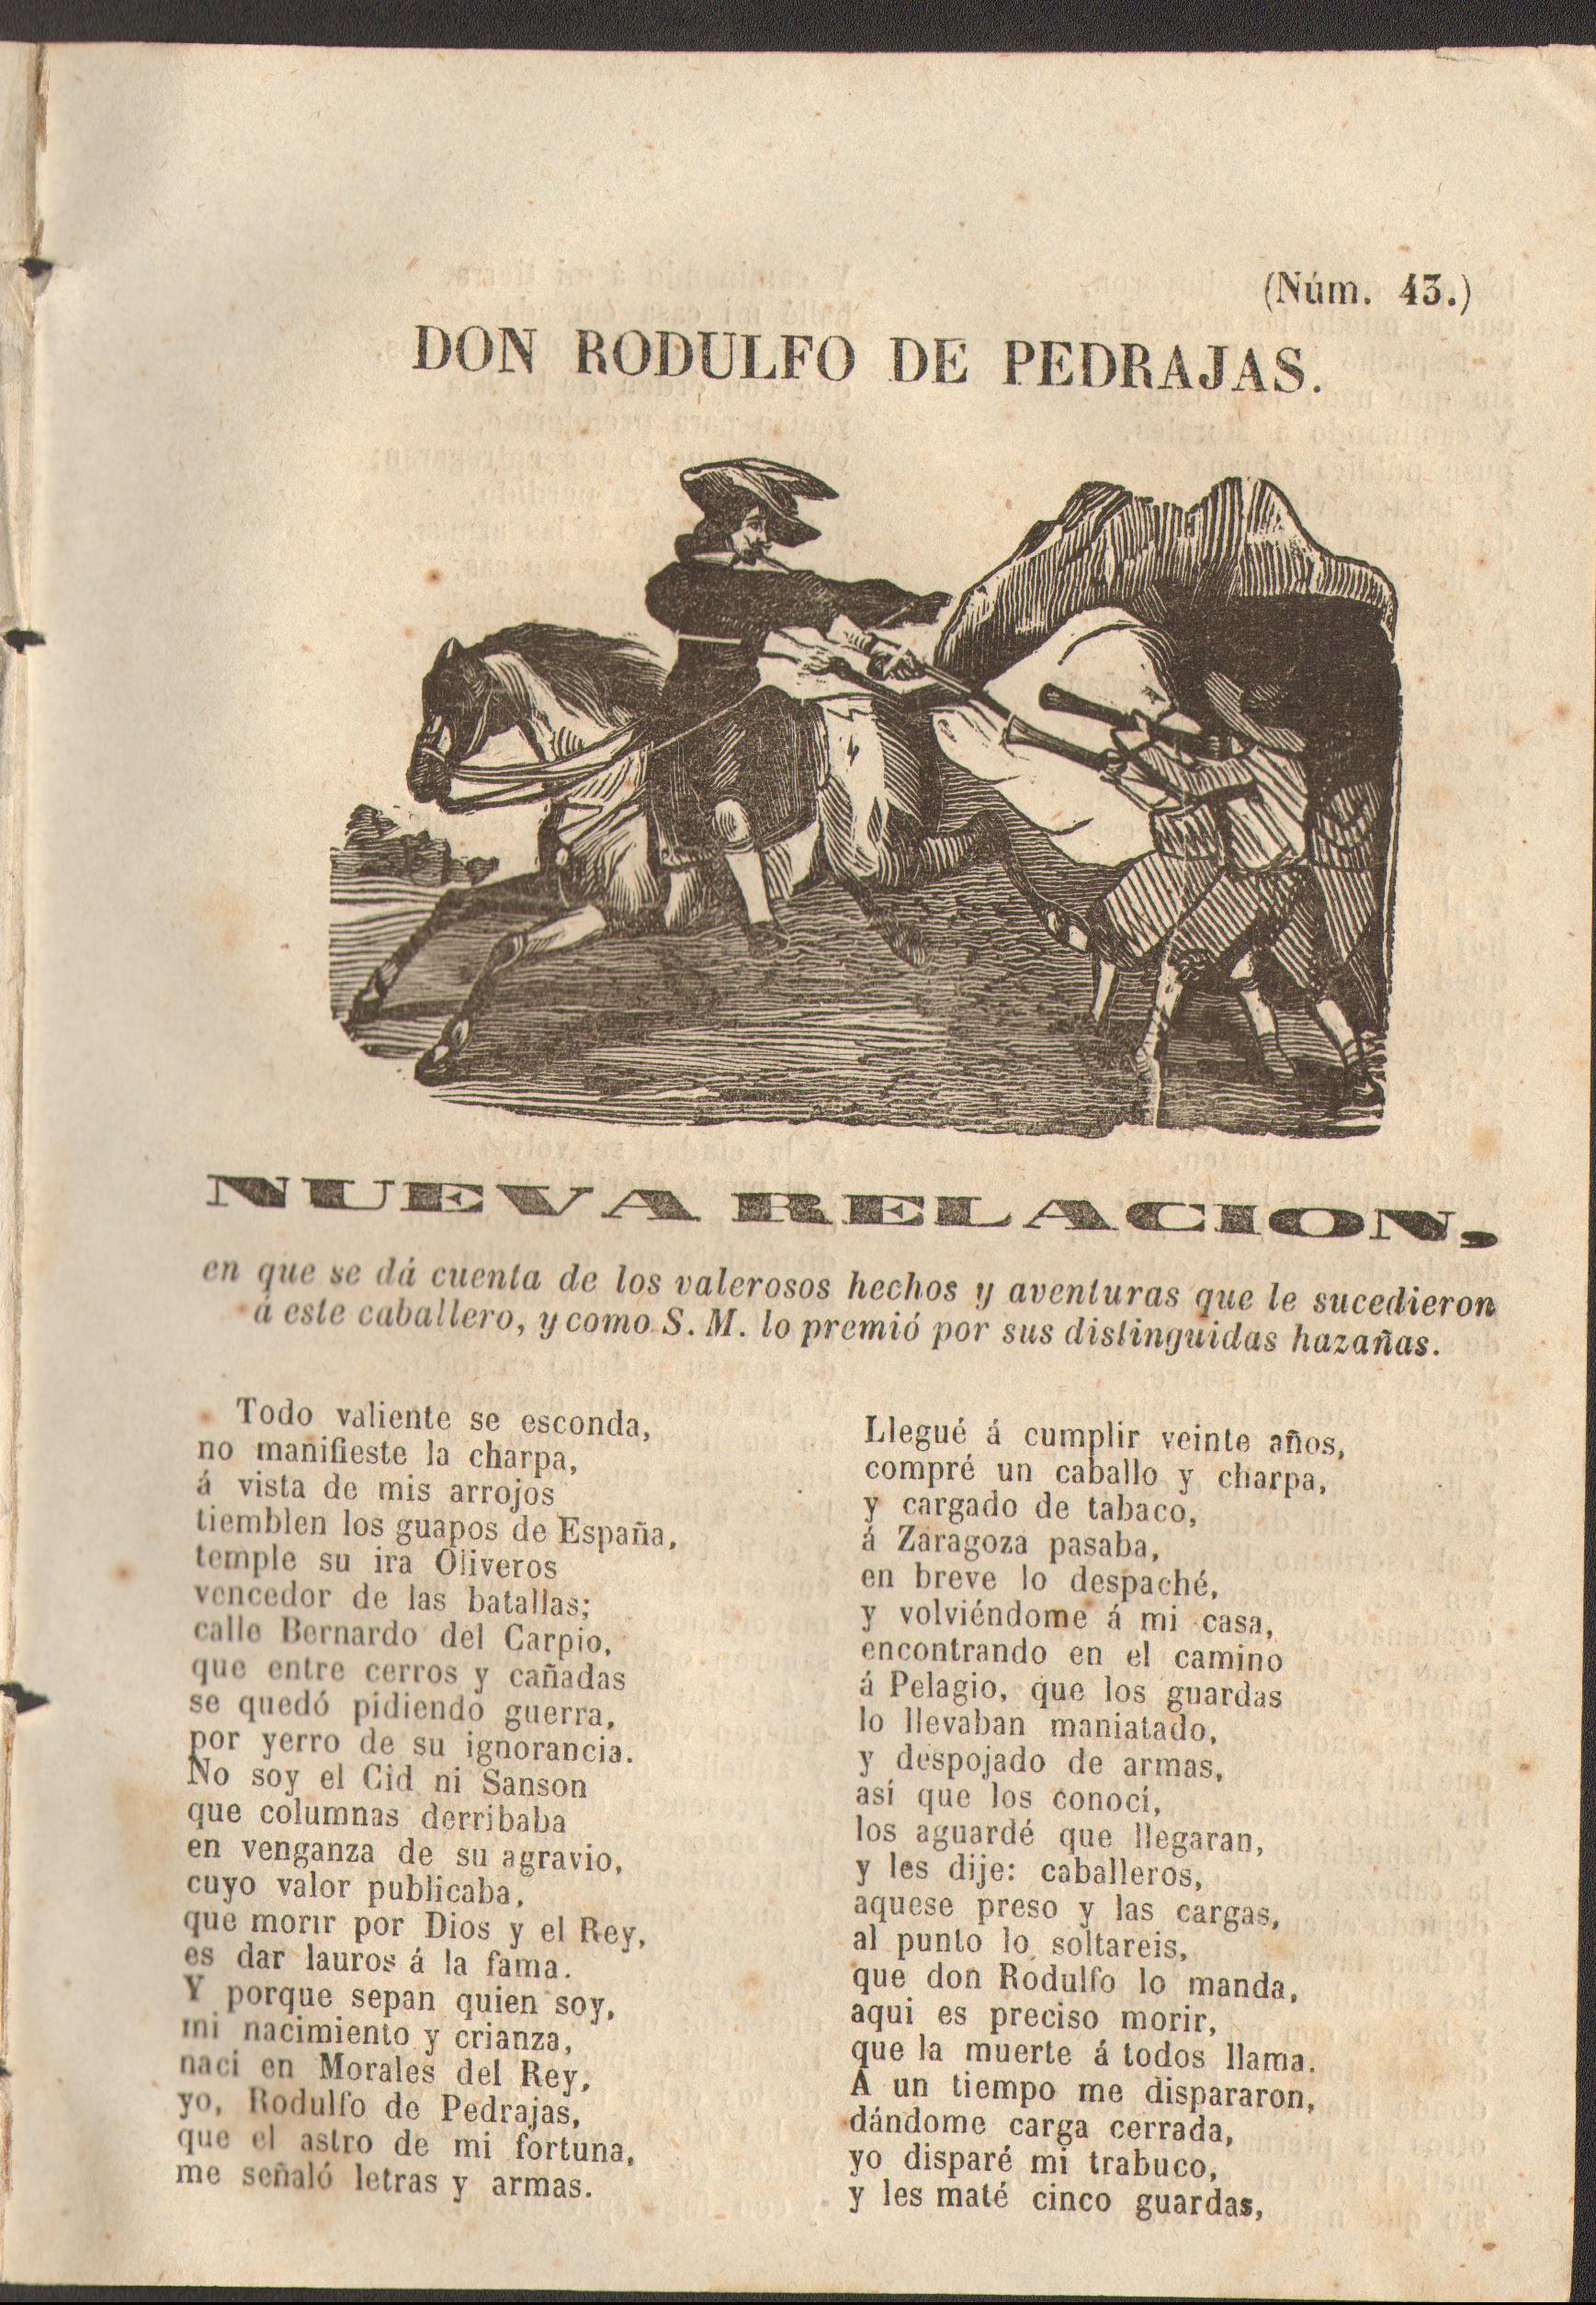 (Núm. 43.)
DON RODULFO DE PEDRAJAS.
NUEVA RELACION,
en que se dá cuenta de los valerosos hechos y aventuras que le sucedieron
á este caballero, y como S. M. lo premió por sus distinguidas hazañas.
Todo valiente se esconda,
no manifieste la charpa,
á vista de mis arrojos
tiemblen los guapos de España,
temple su ira Oliveros
vencedor de las batallas;
calle Bernardo del Carpio,
que entre cerros y cañadas
se quedó pidiendo guerra,
por yerro de su ignorancia.
No soy el Cid ni Sanson
que columnas derribaba
en venganza de su agravio,
cuyo valor publicaba,
que morir por Dios y el Rey,
es dar lauros á la fama.
Y porque sepan quien soy,
mi nacimiento y crianza,
naci en Morales del Rey,
yo, Rodulfo de Pedrajas,
que el astro de mi fortuna,
me señaló letras y armas.
Llegué á cumplir veinte años,
compré un caballo y charpa,
y cargado de tabaco,
á Zaragoza pasaba,
en breve lo despaché,
y volviéndome á mi casa,
encontrando en el camino
á Pelagio, que los guardas
lo llevaban maniatado,
y despojado de armas,
así que los conocí,
los aguardé que llegaran,
y les dije: caballeros,
aquese preso y las cargas,
al punto lo soltareis,
que don Rodulfo lo manda,
aqui es preciso morir,
que la muerte á todos llama.
A un tiempo me dispararon,
dándome carga cerrada,
yo disparé mi trabuco,
y les maté cinco guardas,